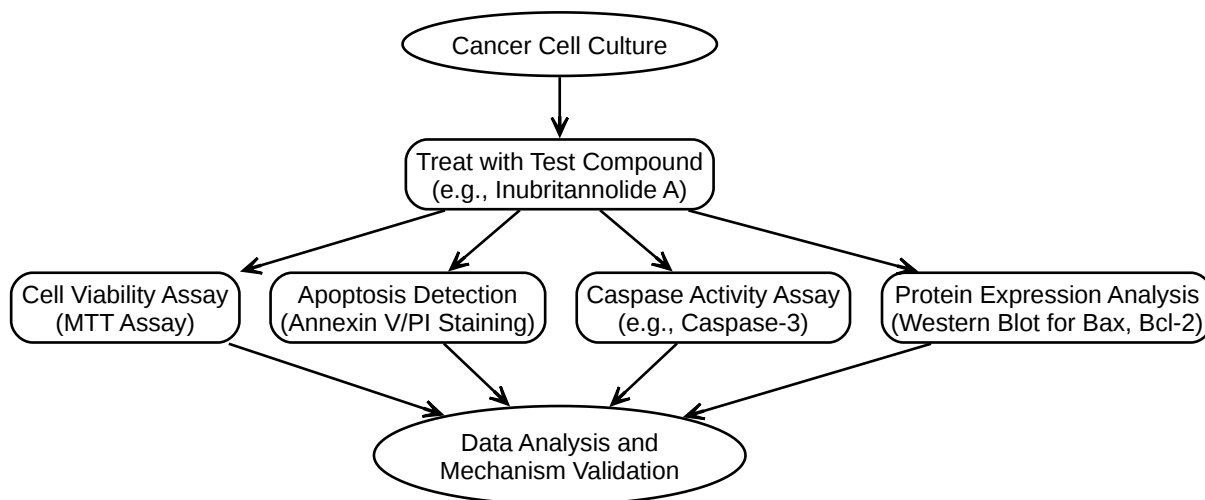 Cancer Cell Culture
Treat with Test Compound
(e.g., Inubritannolide A)
Cell Viability Assay
(MTT Assay)
Apoptosis Detection
(Annexin V/PI Staining)
Caspase Activity Assay
(e.g., Caspase-3)
Protein Expression Analysis
(Western Blot for Bax, Bcl-2)
Data Analysis and
Mechanism Validation